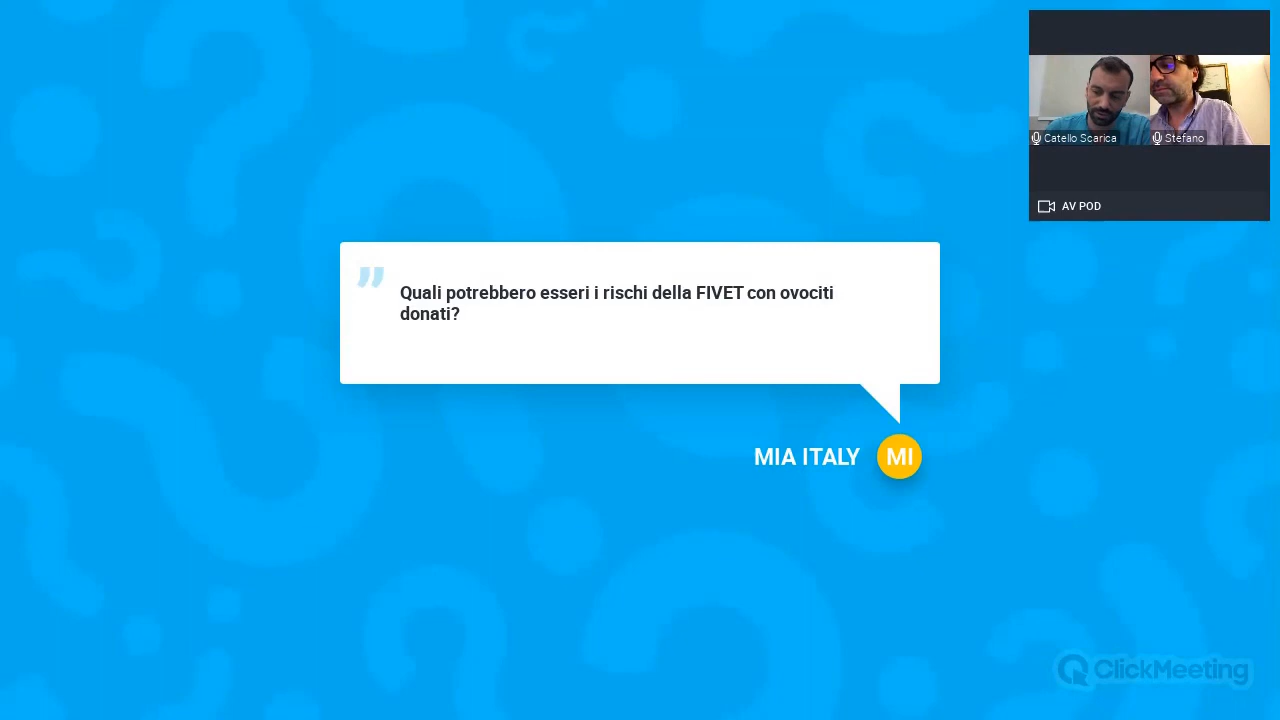 Catello Scarica
Stefano
AV POD
”
Quali potrebbero esseri i rischi della FIVET con ovociti
donati?
MIA ITALY
MI
ClickMeeting